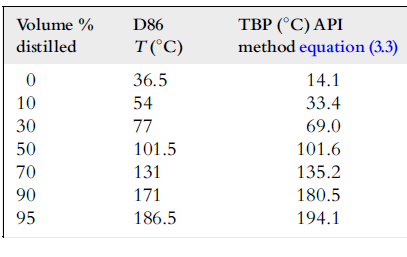 Volume % D86 TBP (°C) API
distilled T(°C) method equation (3.3)
0 36.5 14.1
10 54 33.4
30 77 69.0
50 101.5 101.6
70 131 135.2
90 171 180.5
95 186.5 194.1